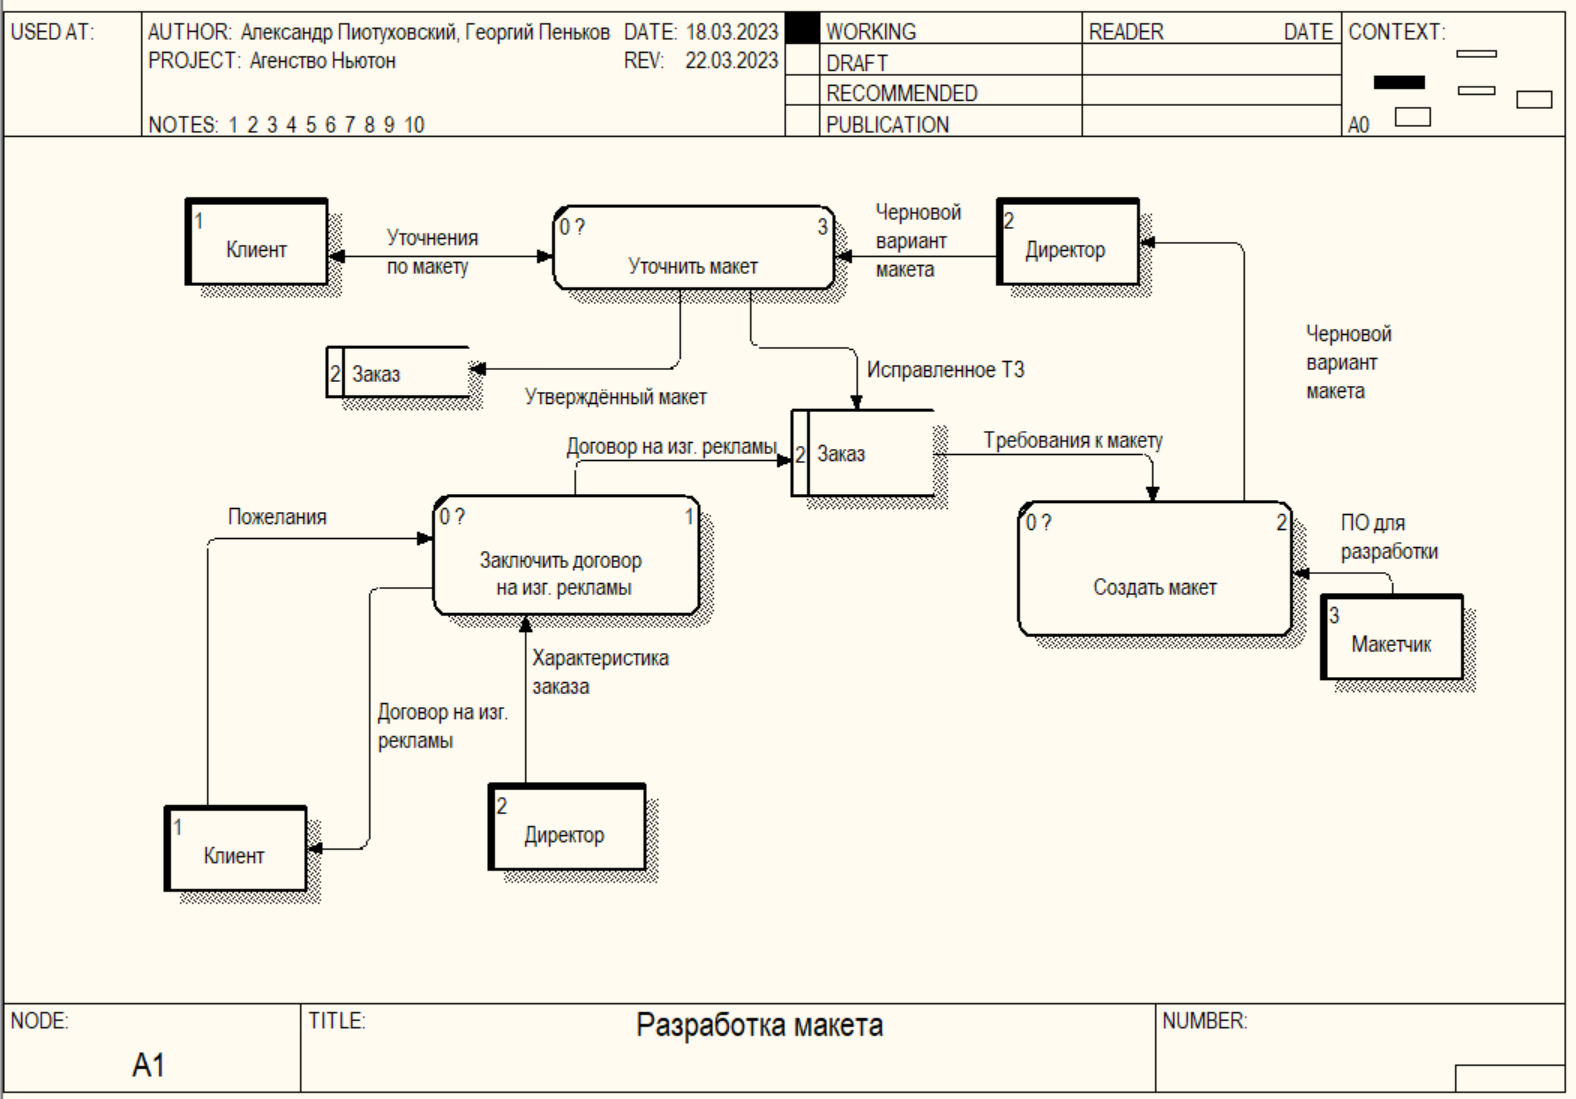 USED AT:
AUTHOR: Александр Пиотуховский, Георгий Пеньков
DATE: 18.03.2023
PROJECT: Агенство Ньютон
REV: 22.03.2023
NOTES: 1 2 3 4 5 6 7 8 9 10
WORKING
DRAFT
RECOMMENDED
PUBLICATION
READER
DATE
CONTEXT:
A0
1
Клиент
Уточнения
по макету
0 ?
3
Уточнить макет
Черновой
вариант
макета
2
Директор
Черновой
вариант
макета
2
Заказ
Утверждённый макет
Исправленное ТЗ
Договор на изг. рекламы
2
Заказ
Требования к макету
Пожелания
0 ?
1
Заключить договор
на изг. рекламы
0 ?
2
Создать макет
ПО для
разработки
3
Макетчик
Характеристика
заказа
Договор на изг.
рекламы
1
Клиент
2
Директор
NODE:
A1
TITLE:
Разработка макета
NUMBER: